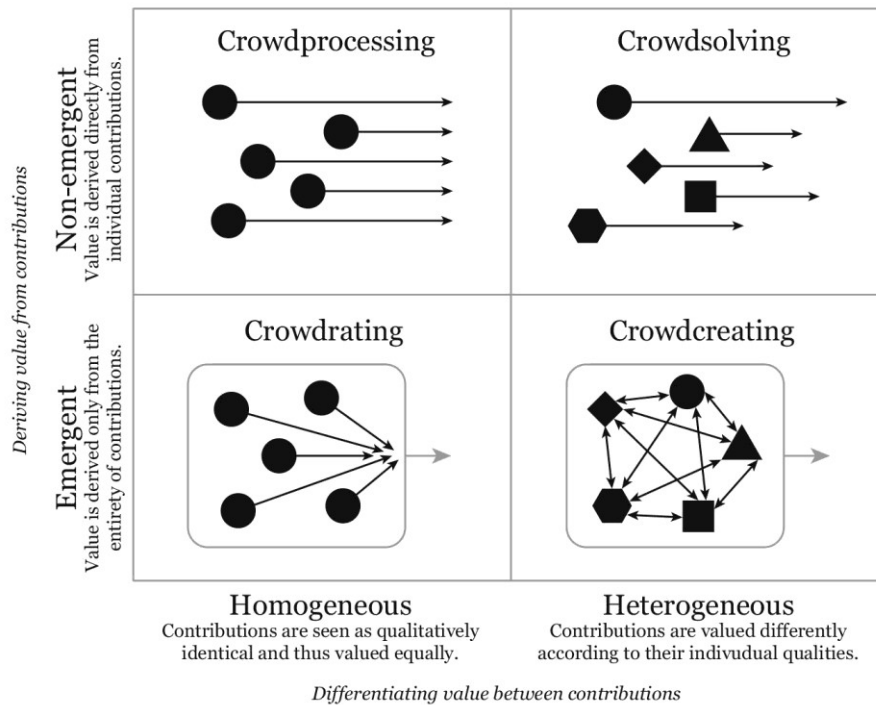 Crowdprocessing
Crowdsolving
Deriving value from contributions
Non-emergent
Value is derived directly from
individual contributions.
Emergent
Value is derived only from the
entirety of contributions.
Crowdrating
Crowdcreating
Homogeneous
Contributions are seen as qualitatively
identical and thus valued equally.
Heterogeneous
Contributions are valued differently
according to their indivudual qualities.
Differentiating value between contributions